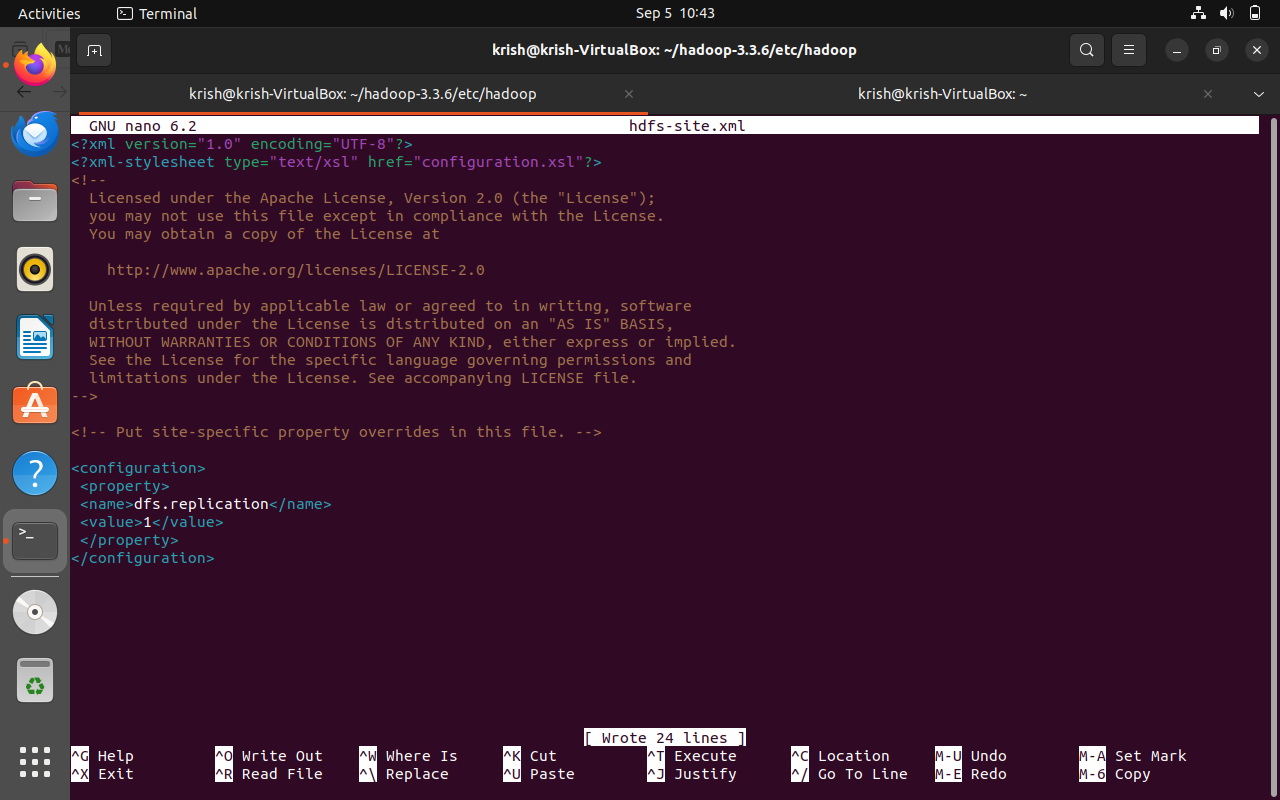 Activities Terminal Sep 5 10:43
krish@krish-VirtualBox: ~/hadoop-3.3.6/etc/hadoop
krish@krish-VirtualBox: ~/hadoop-3.3.6/etc/hadoop krish@krish-VirtualBox: ~
GNU nano 6.2 hdfs-site.xml
<?xml version="1.0" encoding="UTF-8"?>
<?xml-stylesheet type="text/xsl" href="configuration.xsl"?>
<!--
Licensed under the Apache License, Version 2.0 (the "License");
you may not use this file except in compliance with the License.
You may obtain a copy of the License at
http://www.apache.org/licenses/LICENSE-2.0
Unless required by applicable law or agreed to in writing, software
distributed under the License is distributed on an "AS IS" BASIS,
WITHOUT WARRANTIES OR CONDITIONS OF ANY KIND, either express or implied.
See the License for the specific language governing permissions and
limitations under the License. See accompanying LICENSE file.
-->
<!-- Put site-specific property overrides in this file. -->
<configuration>
<property>
<name>dfs.replication</name>
<value>1</value>
</property>
</configuration>
[ Wrote 24 lines ]
^G Help ^O Write Out ^W Where Is ^K Cut ^T Execute ^C Location M-U Undo M-A Set Mark
^X Exit ^R Read File ^\ Replace ^U Paste ^J Justify ^/ Go To Line M-E Redo M-6 Copy